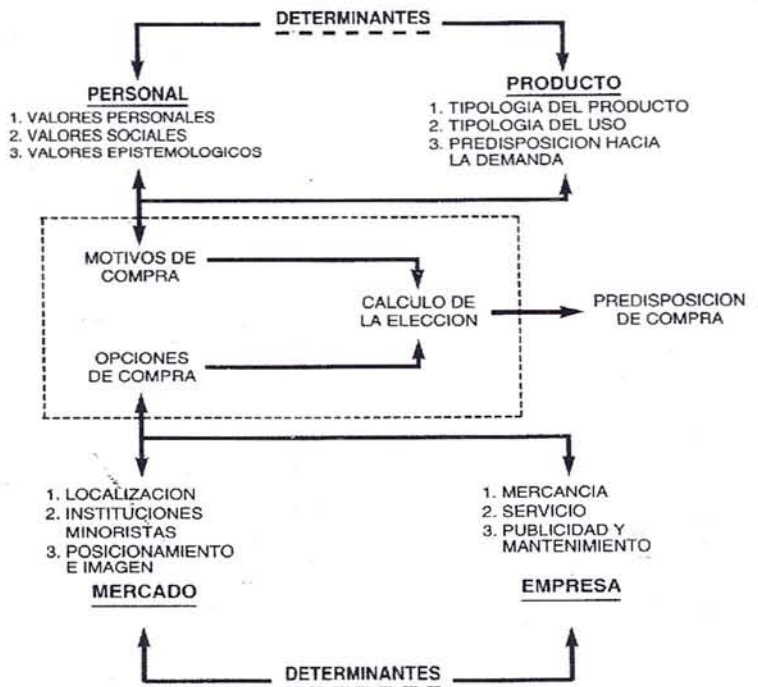 DETERMINANTES
PERSONAL
1. VALORES PERSONALES
2. VALORES SOCIALES
3. VALORES EPISTEMOLOGICOS
PRODUCTO
1. TIPOLOGIA DEL PRODUCTO
2. TIPOLOGIA DEL USO
3. PREDISPOSICION HACIA
LA DEMANDA
MOTIVOS DE
COMPRA
CALCULO DE
LA ELECCION
PREDISPOSICION
DE COMPRA
OPCIONES
DE COMPRA
1. LOCALIZACION
2. INSTITUCIONES
MINORISTAS
3. POSICIONAMIENTO
E IMAGEN
MERCADO
1. MERCANCIA
2. SERVICIO
3. PUBLICIDAD Y
MANTENIMIENTO
EMPRESA
DETERMINANTES